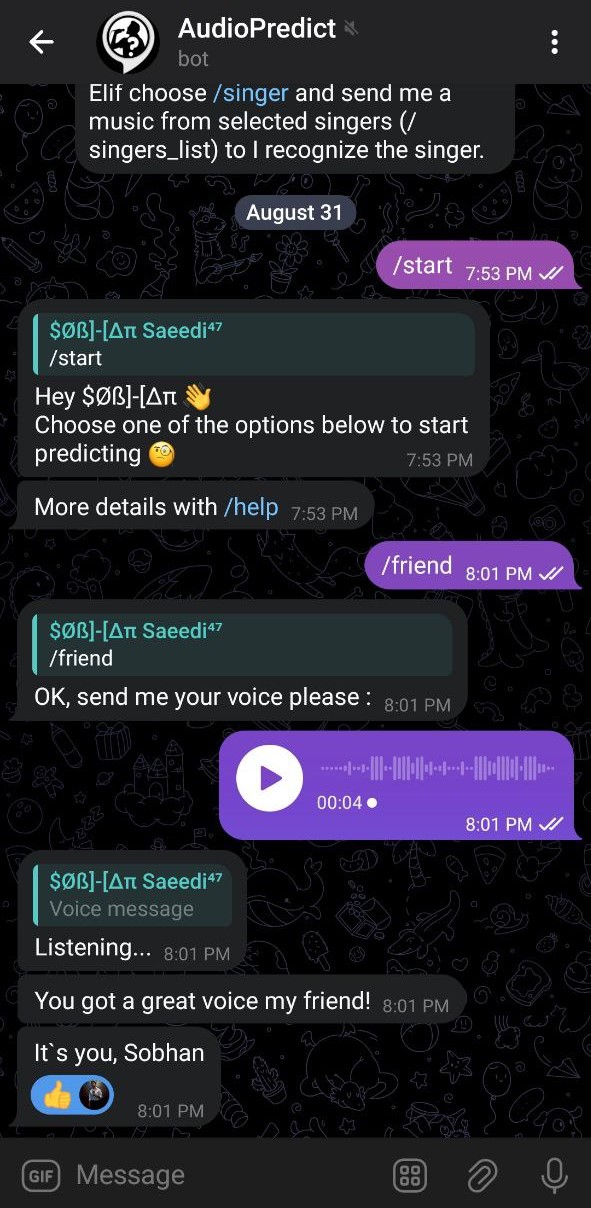 AudioPredict
bot
Elif choose /singer and send me a
music from selected singers (/
singers_list) to I recognize the singer.
August 31
/start 7:53 PM
$Øß]-[∆π Saeedi⁴⁷
/start
Hey $Øß]-[∆π 👋
Choose one of the options below to start
predicting 🧐 7:53 PM
More details with /help 7:53 PM
/friend 8:01 PM
$Øß]-[∆π Saeedi⁴⁷
/friend
OK, send me your voice please : 8:01 PM
00:04
8:01 PM
$Øß]-[∆π Saeedi⁴⁷
Voice message
Listening... 8:01 PM
You got a great voice my friend! 8:01 PM
It`s you, Sobhan
👍 8:01 PM
GIF Message